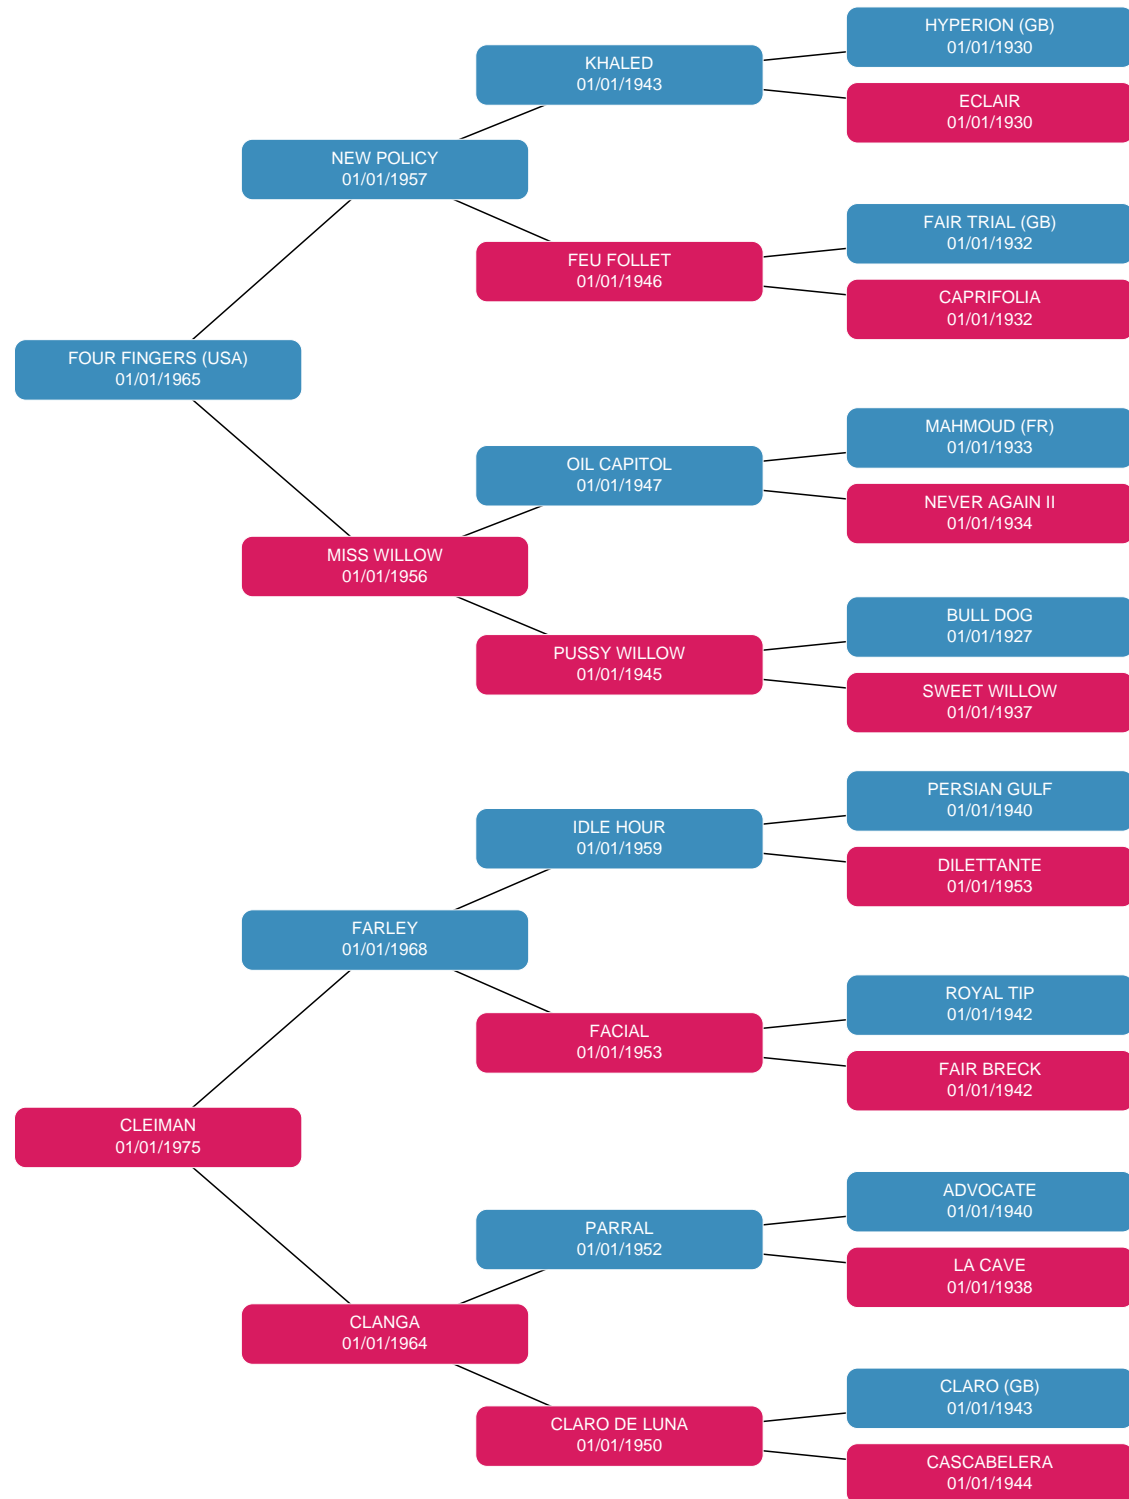 HYPERION (GB)
01/01/1930
KHALED
01/01/1943
ECLAIR
01/01/1930
NEW POLICY
01/01/1957
FAIR TRIAL (GB)
01/01/1932
FEU FOLLET
01/01/1946
CAPRIFOLIA
01/01/1932
FOUR FINGERS (USA)
01/01/1965
MAHMOUD (FR)
01/01/1933
OIL CAPITOL
01/01/1947
NEVER AGAIN II
01/01/1934
MISS WILLOW
01/01/1956
BULL DOG
01/01/1927
PUSSY WILLOW
01/01/1945
SWEET WILLOW
01/01/1937
PERSIAN GULF
01/01/1940
IDLE HOUR
01/01/1959
DILETTANTE
01/01/1953
FARLEY
01/01/1968
ROYAL TIP
01/01/1942
FACIAL
01/01/1953
FAIR BRECK
01/01/1942
CLEIMAN
01/01/1975
ADVOCATE
01/01/1940
PARRAL
01/01/1952
LA CAVE
01/01/1938
CLANGA
01/01/1964
CLARO (GB)
01/01/1943
CLARO DE LUNA
01/01/1950
CASCABELERA
01/01/1944